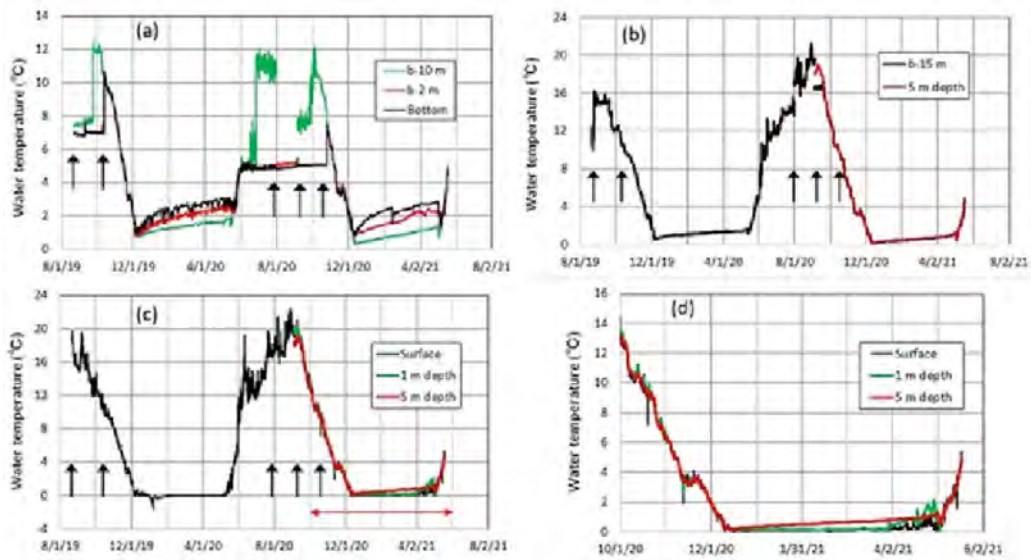 (a)
14
12
10
8
6
4
2
0
Water temperature (°C)
b-10 m
b-2 m
Bottom
8/1/19 12/1/19 4/1/20 8/1/20 12/1/20 4/2/21 8/2/21
(b)
24
20
16
12
8
4
0
Water temperature (°C)
b-15 m
5 m depth
8/1/19 12/1/19 4/1/20 8/1/20 12/1/20 4/2/21 8/2/21
(c)
24
20
16
12
8
4
0
-4
Water temperature (°C)
Surface
1 m depth
5 m depth
8/1/19 12/1/19 4/1/20 8/1/20 12/1/20 4/2/21 8/2/21
(d)
16
14
12
10
8
6
4
2
0
Water temperature (°C)
Surface
1 m depth
5 m depth
10/1/20 12/1/20 3/31/21 4/2/21 6/2/21